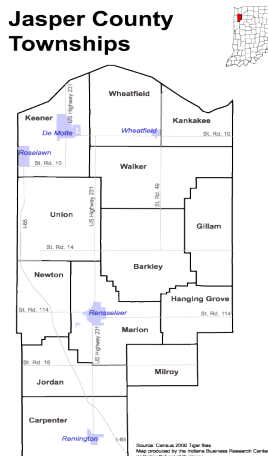 Jasper County
Townships
Wheatfield
Keener
US Highway 231
Kankakee
De Motte
Wheatfield
St. Rd. 10
Roselawn
St. Rd. 10
Walker
US Highway 231
St. Rd. 49
Union
I-65
Gillam
St. Rd. 14
Barkley
Newton
Hanging Grove
St. Rd. 114
Rensselaer
St. Rd. 114
US Highway 231
Marion
St. Rd. 16
Milroy
Jordan
Carpenter
Remington
I-65
Source: Census 2000 Tiger files
Map produced by the Indiana Business Research Center